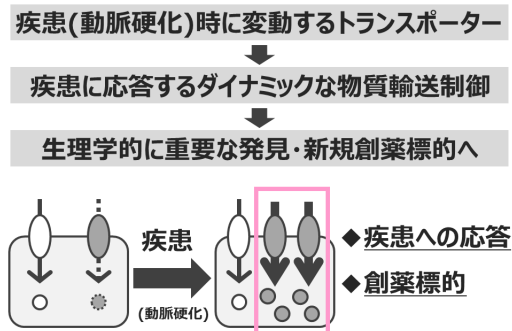 疾患(動脈硬化)時に変動するトランスポーター
疾患に応答するダイナミックな物質輸送制御
生理学的に重要な発見・新規創薬標的へ
疾患
(動脈硬化)
◆疾患への応答
◆創薬標的